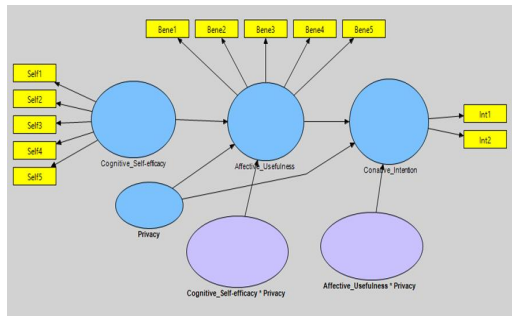 Bene1
Bene2
Bene3
Bene4
Bene5
Self1
Self2
Self3
Self4
Self5
Int1
Int2
Cognitive_Self-efficacy
Affective_Usefulness
Conative_Intention
Privacy
Cognitive_Self-efficacy * Privacy
Affective_Usefulness * Privacy